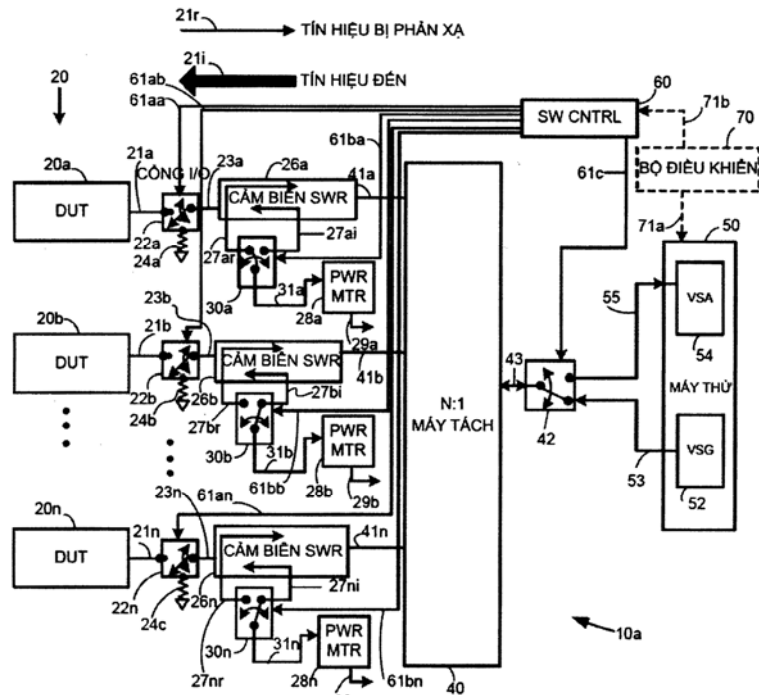 21r
TÍN HIỆU BỊ PHẢN XẠ
21i
TÍN HIỆU ĐẾN
20
61ab
61aa
60
SW CNTRL
71b
70
BỘ ĐIỀU KHIỂN
61ba
61c
20a
21a
CỔNG I/O
23a
26a
41a
DUT
CẢM BIẾN SWR
22a
24a
27ar
27ai
30a
31a
PWR
MTR
28a
29a
71a
50
55
VSA
54
20b
21b
23b
DUT
CẢM BIẾN SWR
41b
22b
24b
26b
27bi
27br
30b
31b
61bb
PWR
MTR
28b
29b
N:1
MÁY TÁCH
43
42
MÁY THỬ
VSG
53
52
20n
21n
23n
61an
DUT
CẢM BIẾN SWR
41n
22n
24c
26n
27ni
27nr
30n
31n
PWR
MTR
28n
61bn
40
10a